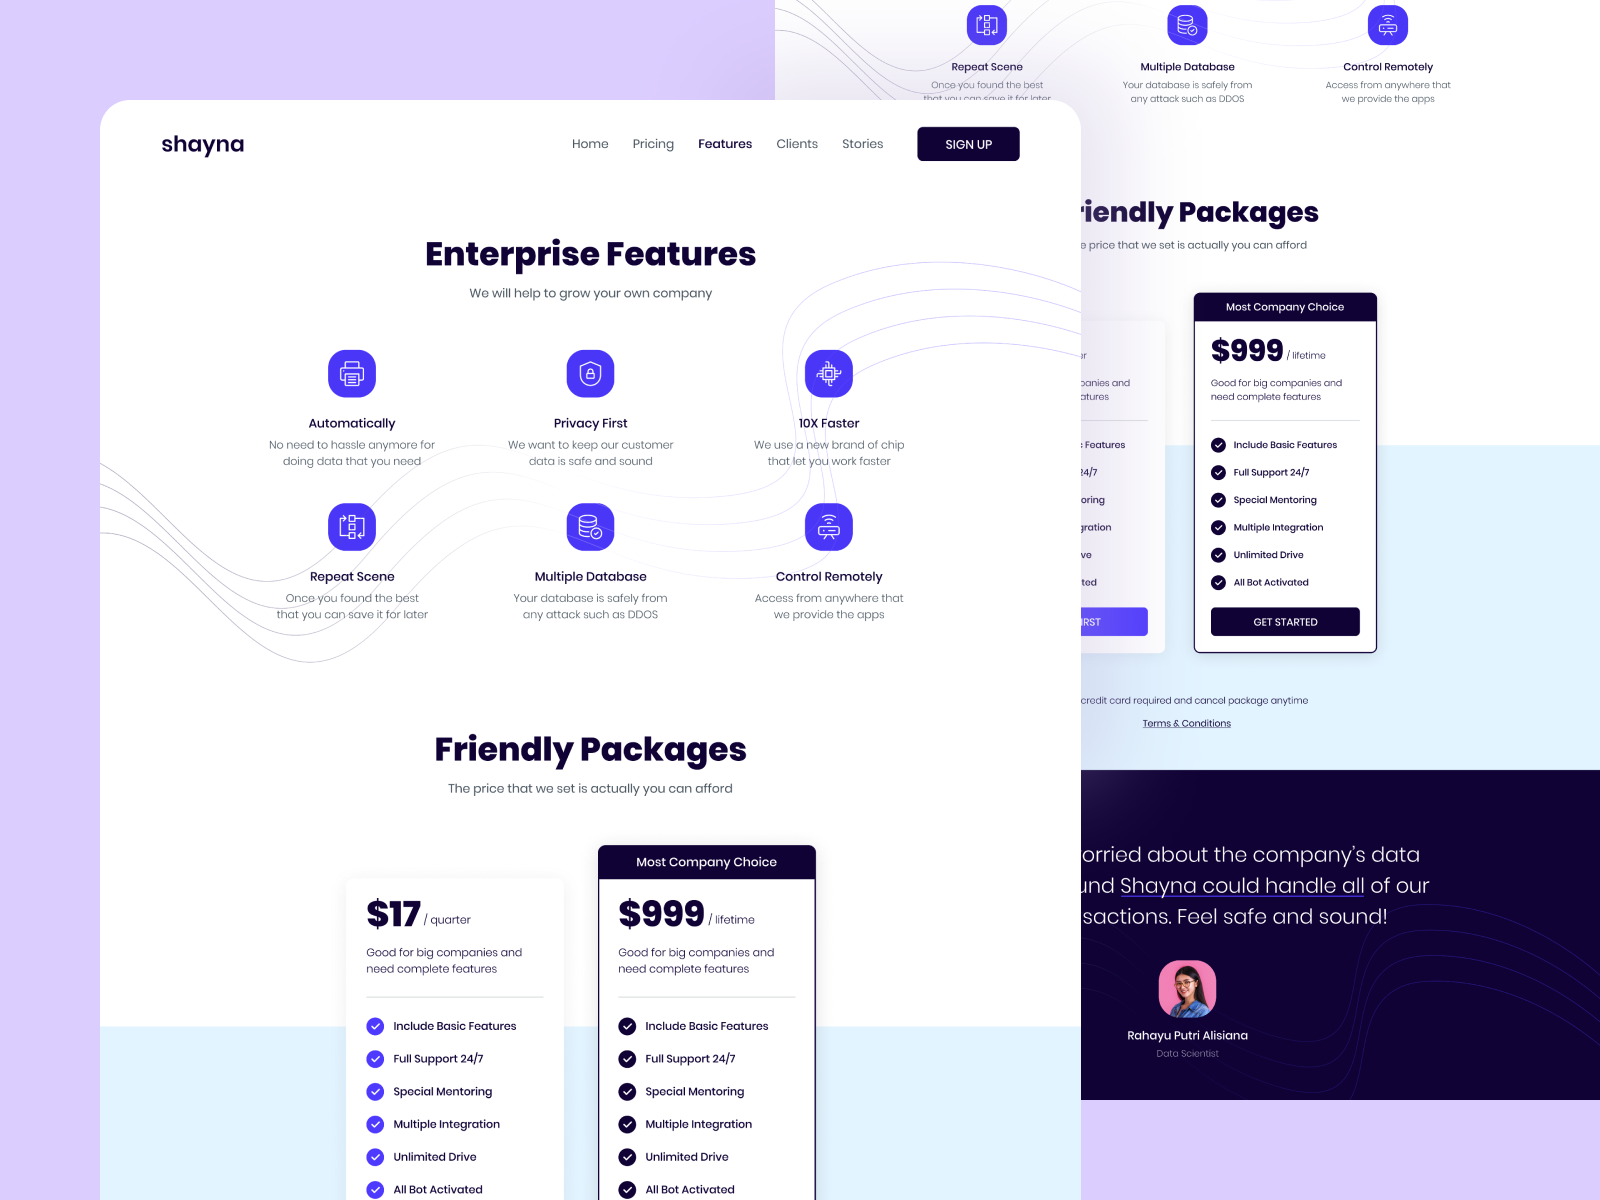 shayna
Home
Pricing
Features
Clients
Stories
SIGN UP
Enterprise Features
We will help to grow your own company
Automatically
No need to hassle anymore for
doing data that you need
Privacy First
We want to keep our customer
data is safe and sound
10X Faster
We use a new brand of chip
that let you work faster
Repeat Scene
Once you found the best
that you can save it for later
Multiple Database
Your database is safely from
any attack such as DDOS
Control Remotely
Access from anywhere that
we provide the apps
Friendly Packages
The price that we set is actually you can afford
$17 / quarter
Good for big companies and
need complete features
Include Basic Features
Full Support 24/7
Special Mentoring
Multiple Integration
Unlimited Drive
All Bot Activated
Most Company Choice
$999 / lifetime
Good for big companies and
need complete features
Include Basic Features
Full Support 24/7
Special Mentoring
Multiple Integration
Unlimited Drive
All Bot Activated
Repeat Scene
Once you found the best
that you can save it for later
Multiple Database
Your database is safely from
any attack such as DDOS
Control Remotely
Access from anywhere that
we provide the apps
riendly Packages
e price that we set is actually you can afford
er
panies and
atures
c Features
24/7
oring
gration
ve
ted
IRST
Most Company Choice
$999 / lifetime
Good for big companies and
need complete features
Include Basic Features
Full Support 24/7
Special Mentoring
Multiple Integration
Unlimited Drive
All Bot Activated
GET STARTED
credit card required and cancel package anytime
Terms & Conditions
orried about the company's data
und Shayna could handle all of our
sactions. Feel safe and sound!
Rahayu Putri Alisiana
Data Scientist